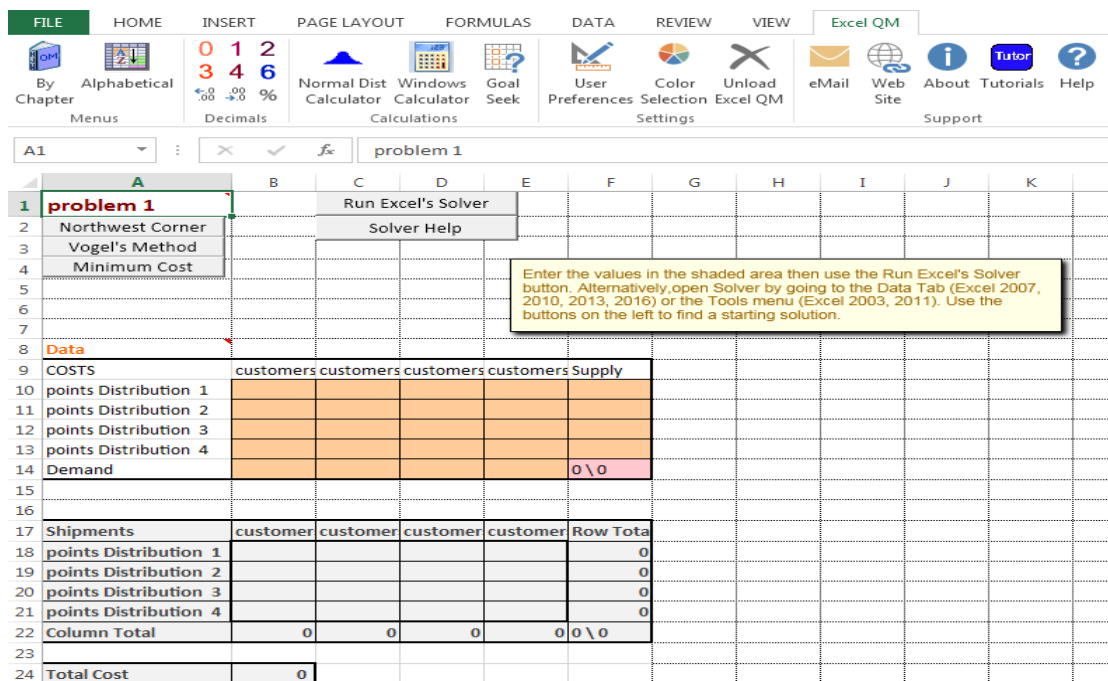 FILE HOME INSERT PAGE LAYOUT FORMULAS DATA REVIEW VIEW Excel QM
0 1 2
3 4 6
.00 .00 %
By Chapter Alphabetical Normal Dist Calculator Windows Calculator Goal Seek User Preferences Color Selection Unload Excel QM eMail Web Site About Tutor Tutorials Help
Menus Decimals Calculations Settings Support
A1 fx problem 1
A B C D E F G H I J K
1 problem 1 Run Excel's Solver
2 Northwest Corner Solver Help
3 Vogel's Method
4 Minimum Cost
Enter the values in the shaded area then use the Run Excel's Solver
5 button. Alternatively,open Solver by going to the Data Tab (Excel 2007,
2010, 2013, 2016) or the Tools menu (Excel 2003, 2011). Use the
6 buttons on the left to find a starting solution.
7
8 Data
9 COSTS customers customers customers customers Supply
10 points Distribution 1
11 points Distribution 2
12 points Distribution 3
13 points Distribution 4
14 Demand 0 \ 0
15
16
17 Shipments customer customer customer customer Row Tota
18 points Distribution 1 0
19 points Distribution 2 0
20 points Distribution 3 0
21 points Distribution 4 0
22 Column Total 0 0 0 0 0 \ 0
23
24 Total Cost 0